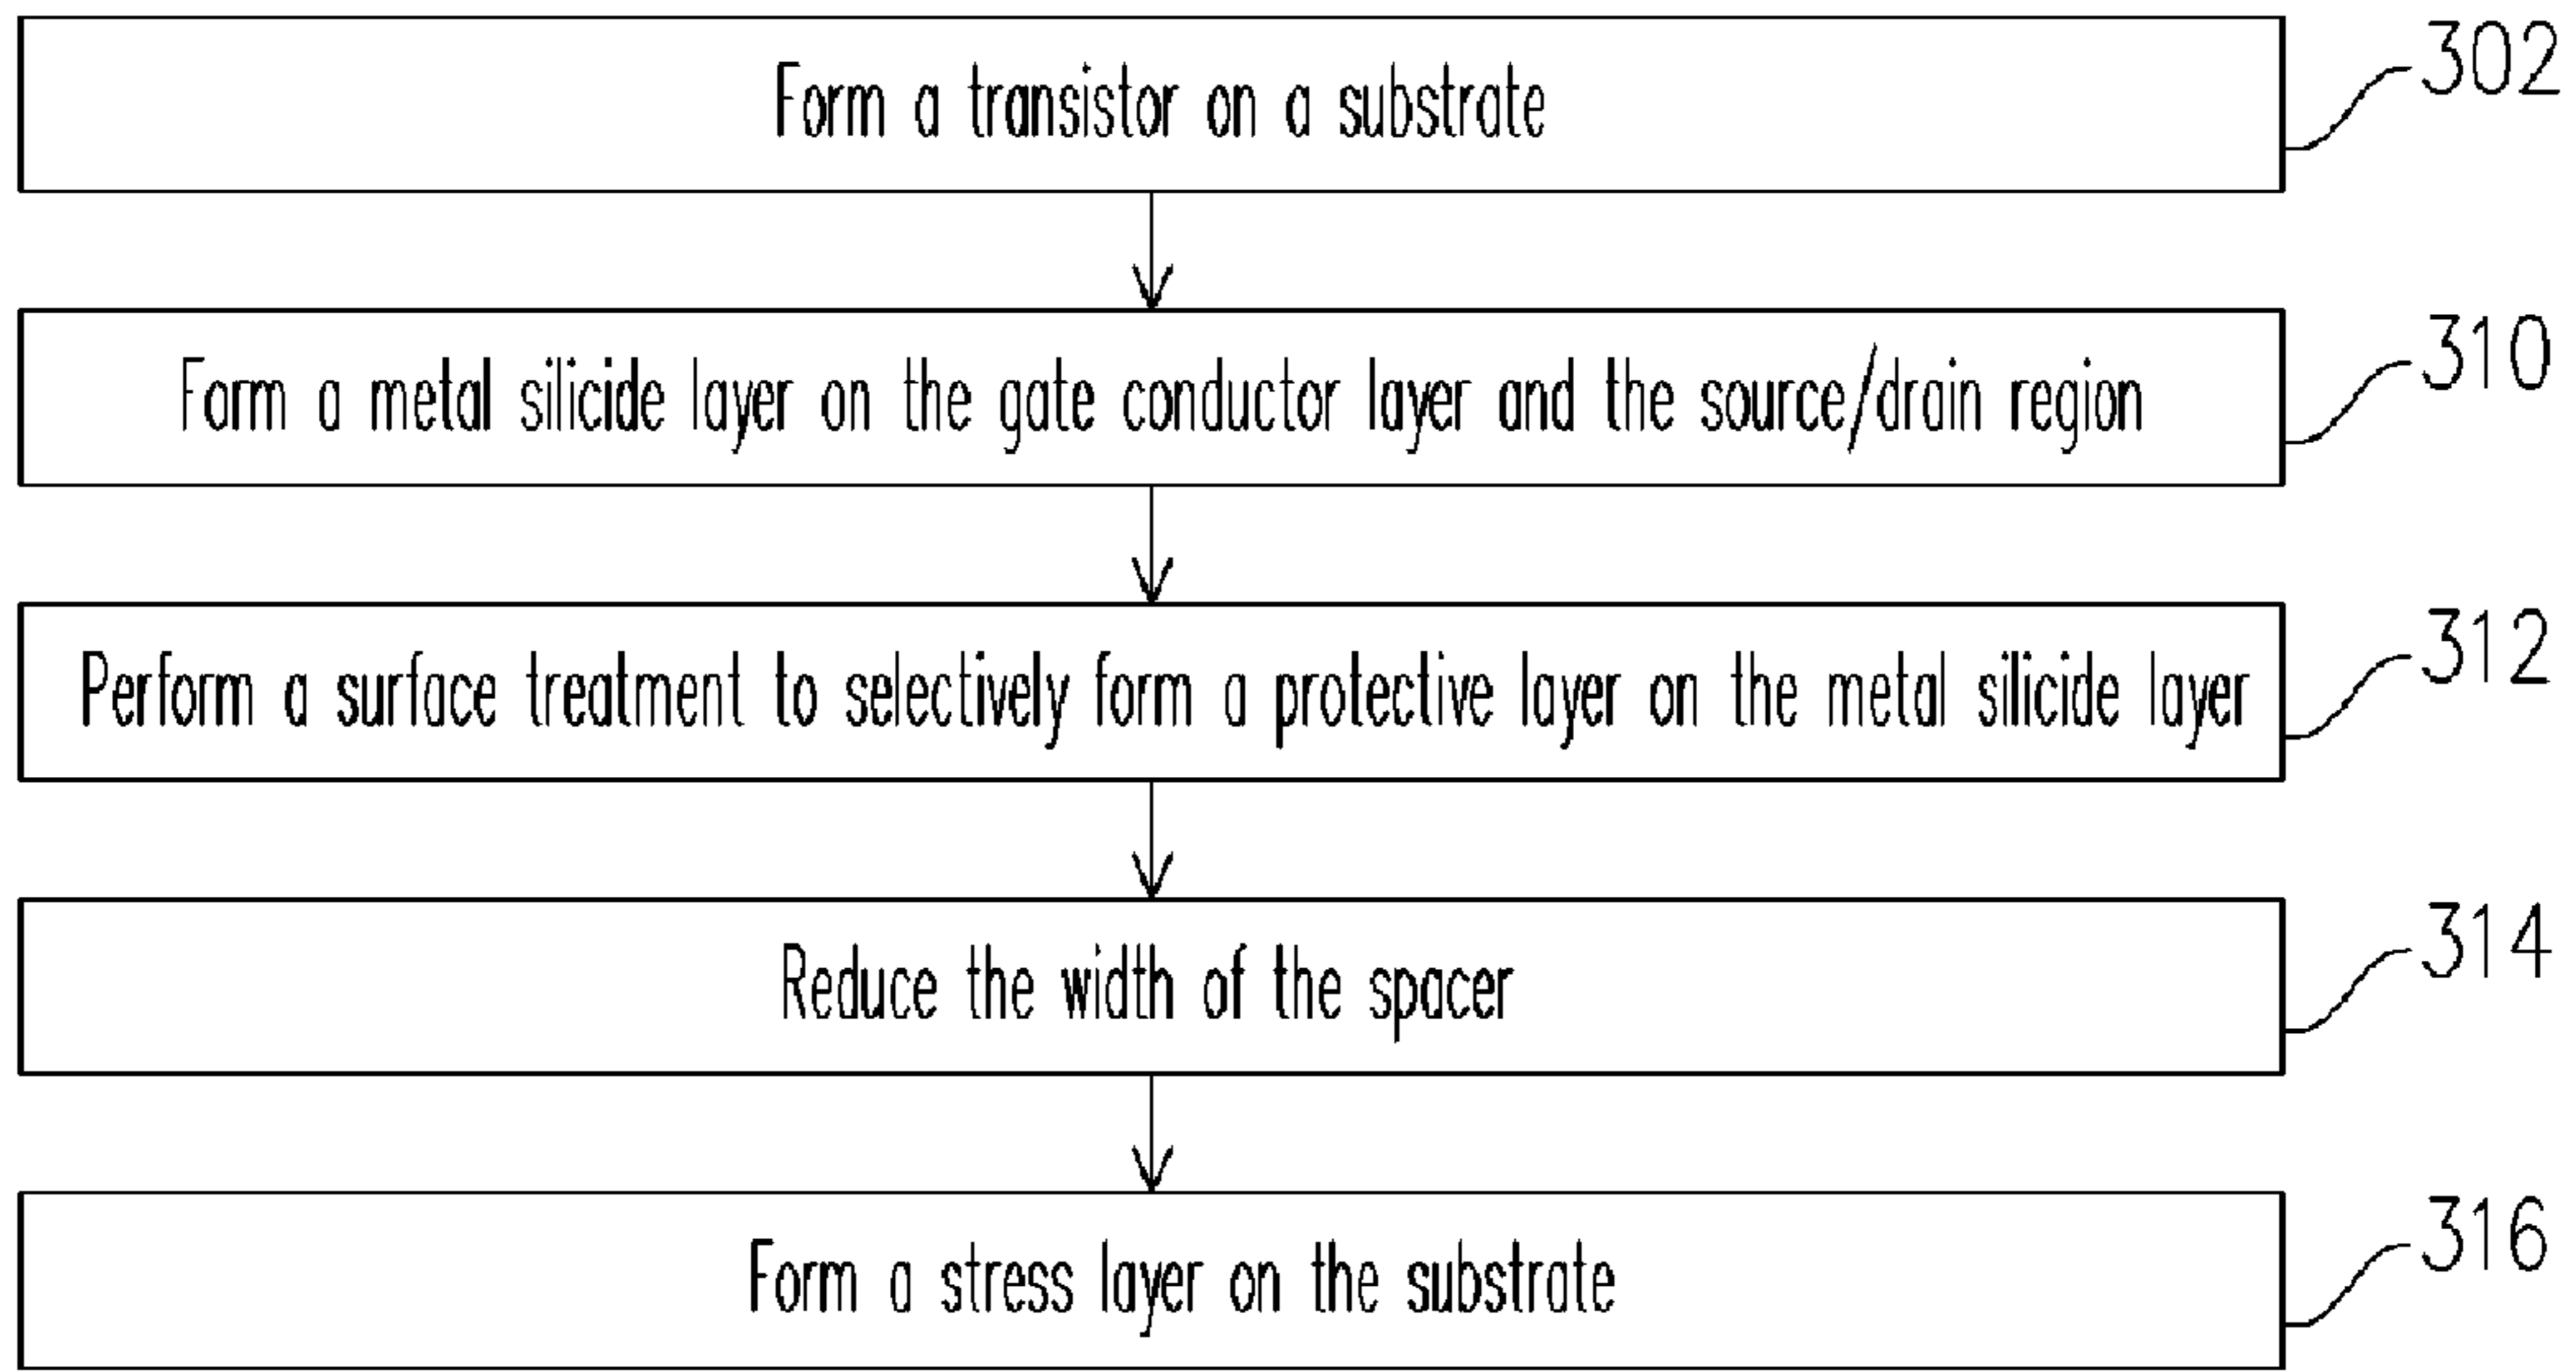 Form a transistor on a substrate
302
Form a metal silicide layer on the gate conductor layer and the source/drain region
310
Perform a surface treatment to selectively form a protective layer on the metal silicide layer
312
Reduce the width of the spacer
314
Form a stress layer on the substrate
316